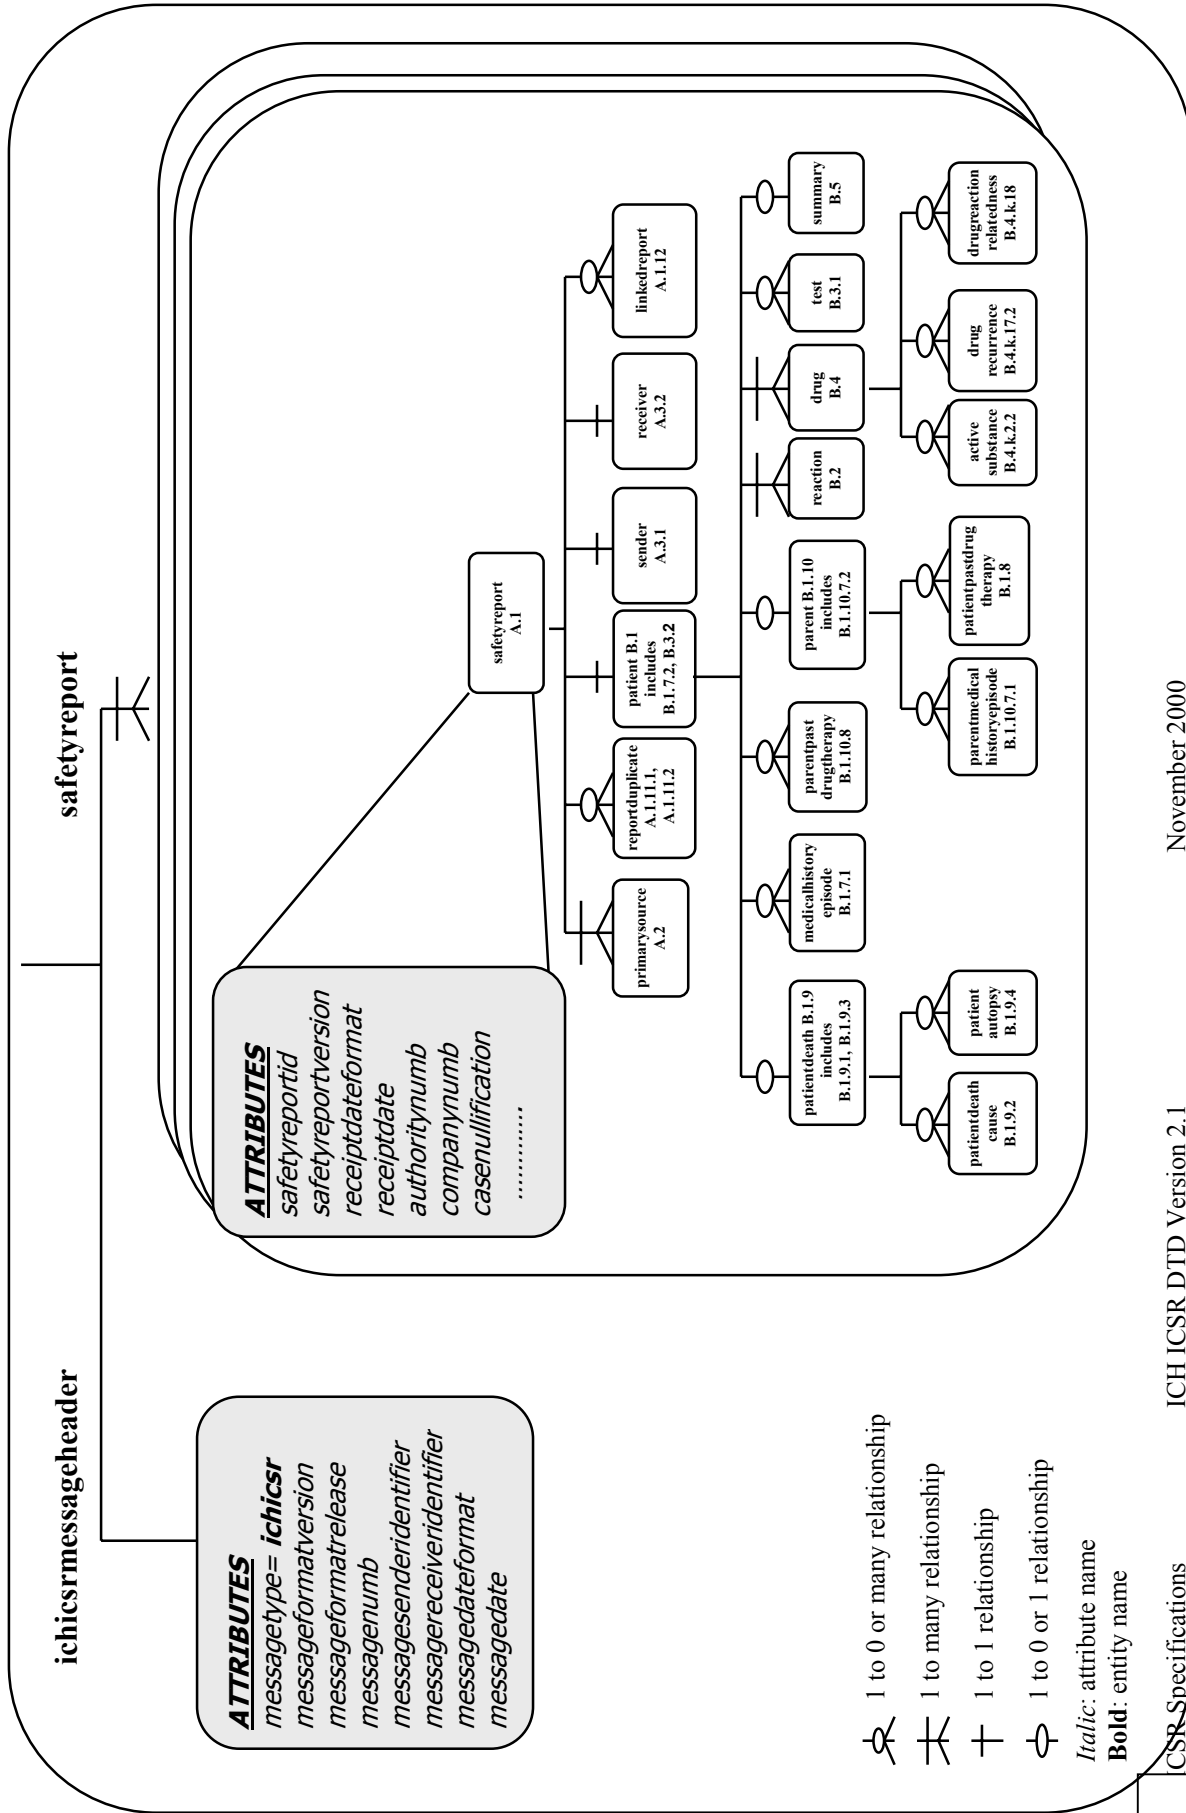 ichicsrmessageheader
safetyreport
ATTRIBUTES
messagetype= ichicsr
messageformatversion
messageformatrelease
messagenumb
messagesenderidentifier
messagereceiveridentifier
messagedateformat
messagedate
ATTRIBUTES
safetyreportid
safetyreportversion
receiptdateformat
receiptdate
authoritynumb
companynumb
casenullification
.............
safetyreport
A.1
primarysource
A.2
reportduplicate
A.1.11.1,
A.1.11.2
patient B.1
includes
B.1.7.2, B.3.2
sender
A.3.1
receiver
A.3.2
linkedreport
A.1.12
patientdeath B.1.9
includes
B.1.9.1, B.1.9.3
medicalhistory
episode
B.1.7.1
parentpast
drugtherapy
B.1.10.8
parent B.1.10
includes
B.1.10.7.2
reaction
B.2
drug
B.4
test
B.3.1
summary
B.5
patientdeath
cause
B.1.9.2
patient
autopsy
B.1.9.4
parentmedical
historyepisode
B.1.10.7.1
patientpastdrug
therapy
B.1.8
active
substance
B.4.k.2.2
drug
recurrence
B.4.k.17.2
drugreaction
relatedness
B.4.k.18
1 to 0 or many relationship
1 to many relationship
1 to 1 relationship
1 to 0 or 1 relationship
Italic: attribute name
Bold: entity name
ICSR Specifications
ICH ICSR DTD Version 2.1
November 2000